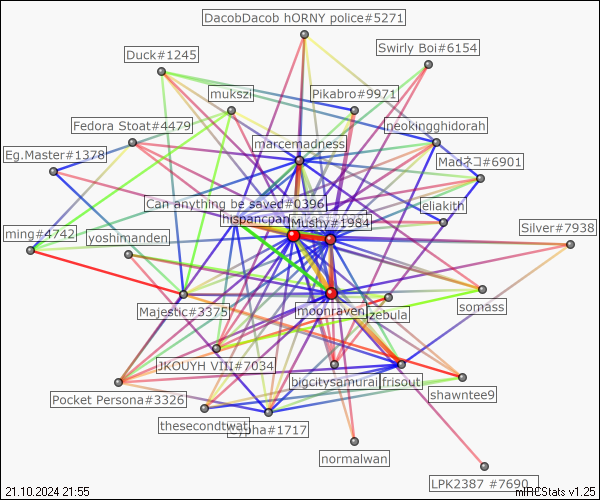 DacobDacob hORNY police#5271
Swirly Boi#6154
Duck#1245
mukszi
Pikabro#9971
Fedora Stoat#4479
neokingghidorah
marcemadness
Eg.Master#1378
Madネコ#6901
Can anything be saved#0396
eliakith
hispancpan
Mushy#1984
ming#4742
yoshimanden
Silver#7938
Majestic#3375
moonraven
zebula
somass
JKOUYH VIII#7034
bigcitysamurai
frisout
shawntee9
Pocket Persona#3326
thesecondtwat
#1717
normalwan
LPK2387 #7690
21.10.2024 21:55
mIRCStats v1.25